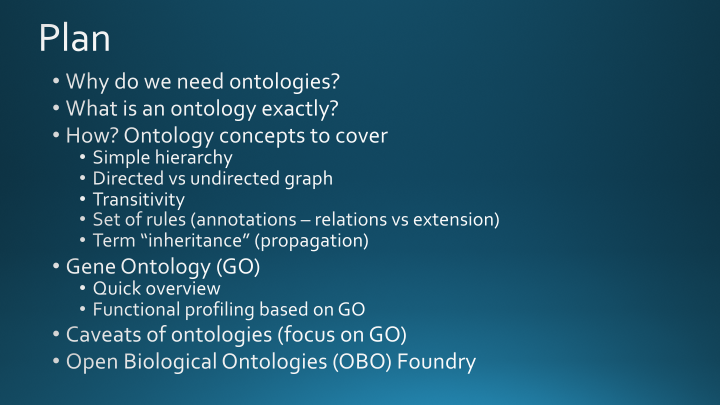 Plan
• Why do we need ontologies?
• What is an ontology exactly?
• How? Ontology concepts to cover
• Simple hierarchy
• Directed vs undirected graph
• Transitivity
• Set of rules (annotations – relations vs extension)
• Term “inheritance” (propagation)
• Gene Ontology (GO)
• Quick overview
• Functional profiling based on GO
• Caveats of ontologies (focus on GO)
• Open Biological Ontologies (OBO) Foundry